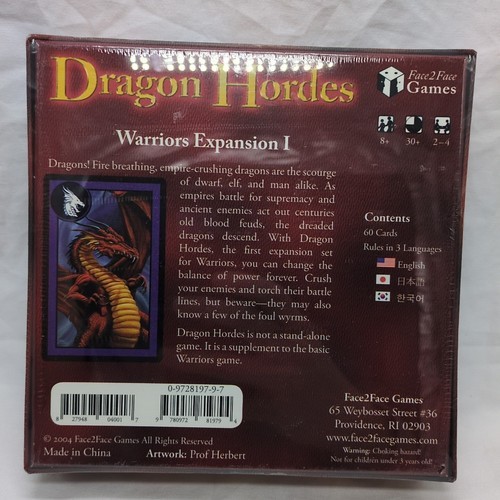 Dragon Hordes
Face2Face
Games
8+ 30+ 2-4
Warriors Expansion I
Dragons! Fire breathing, empire-crushing dragons are the scourge
of dwarf, elf, and man alike. As
empires battle for supremacy and
ancient enemies act out centuries
old blood feuds, the dreaded
dragons descend. With Dragon
Hordes, the first expansion set
for Warriors, you can change the
balance of power forever. Crush
your enemies and torch their battle
lines, but beware—they may also
know a few of the foul wyrms.
Dragon Hordes is not a stand-alone
game. It is a supplement to the basic
Warriors game.
Contents
60 Cards
Rules in 3 Languages
English
日本語
한국어
0-9728197-9-7
8 27948 04001 7
9 780972 819794
© 2004 Face2Face Games All Rights Reserved
Made in China
Artwork: Prof Herbert
Face2Face Games
65 Weybosset Street #36
Providence, RI 02903
www.face2facegames.com
Warning: Choking hazard!
Not for children under 3 years old!